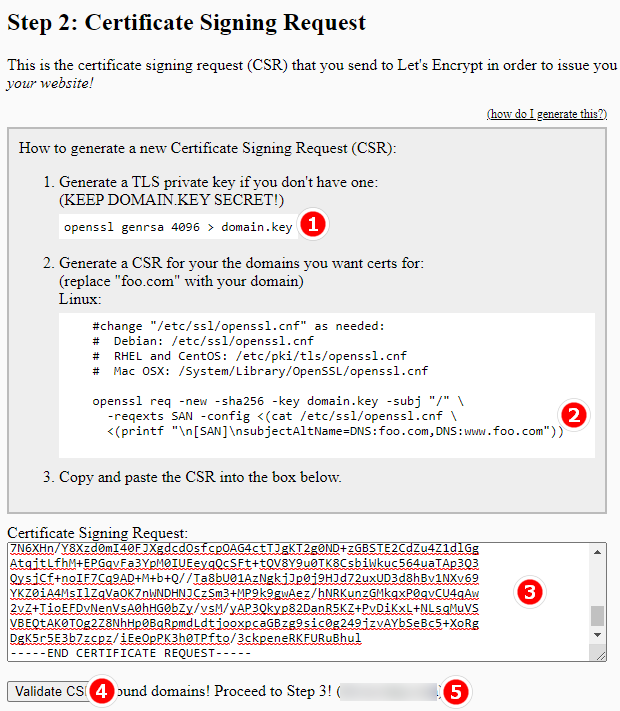 Step 2: Certificate Signing Request
This is the certificate signing request (CSR) that you send to Let's Encrypt in order to issue you
your website!
(how do I generate this?)
How to generate a new Certificate Signing Request (CSR):
1. Generate a TLS private key if you don't have one:
(KEEP DOMAIN.KEY SECRET!)
openssl genrsa 4096 > domain.key 1
2. Generate a CSR for your the domains you want certs for:
(replace "foo.com" with your domain)
Linux:
#change "/etc/ssl/openssl.cnf" as needed:
#  Debian: /etc/ssl/openssl.cnf
#  RHEL and CentOS: /etc/pki/tls/openssl.cnf
#  Mac OSX: /System/Library/OpenSSL/openssl.cnf
openssl req -new -sha256 -key domain.key -subj "/" \
-reqexts SAN -config <(cat /etc/ssl/openssl.cnf \ 2
<(printf "\n[SAN]\nsubjectAltName=DNS:foo.com,DNS:www.foo.com"))
3. Copy and paste the CSR into the box below.
Certificate Signing Request:
7N6XHn/Y8Xzd0mI40FJXgdcdOsfcpOAG4ctTJgKT2g0ND+zGBSTE2CdZu4Z1dlGg
AtqjtLfhM+EPGqvFa3YpM0IUEeyqQcSFt+tOV8Y9u0TK8CsbiWkuc564uaTAp3Q3
QysjCf+noIF7Cq9AD+M+b+Q//Ta8bU01AzNgkjJp0j9HJd72uxUD3d8hBv1NXv69
YKZ0iA4MsIlZqVaOK7nWNDHNJCzSm3+MP9k9gwAez/hNRKunzGMkqxP0qvCU4qAw
2vZ+TioEFDvNenVsA0hHG0bZy/vsM/yAP3Qkyp82DanR5KZ+PvDiKxL+NLsqMuVS
VBEQtAK0TOg2Z8NhHp0BqRpmdLdtjooxpcaGBzg9sic0g249jzvAYbSeBc5+XoRg
DgK5r5E3b7zcpz/iEeOpPK3h0TPfto/3ckpeneRKFURuBhul
-----END CERTIFICATE REQUEST-----
3
Validate CS 4 ound domains! Proceed to Step 3! ( 5